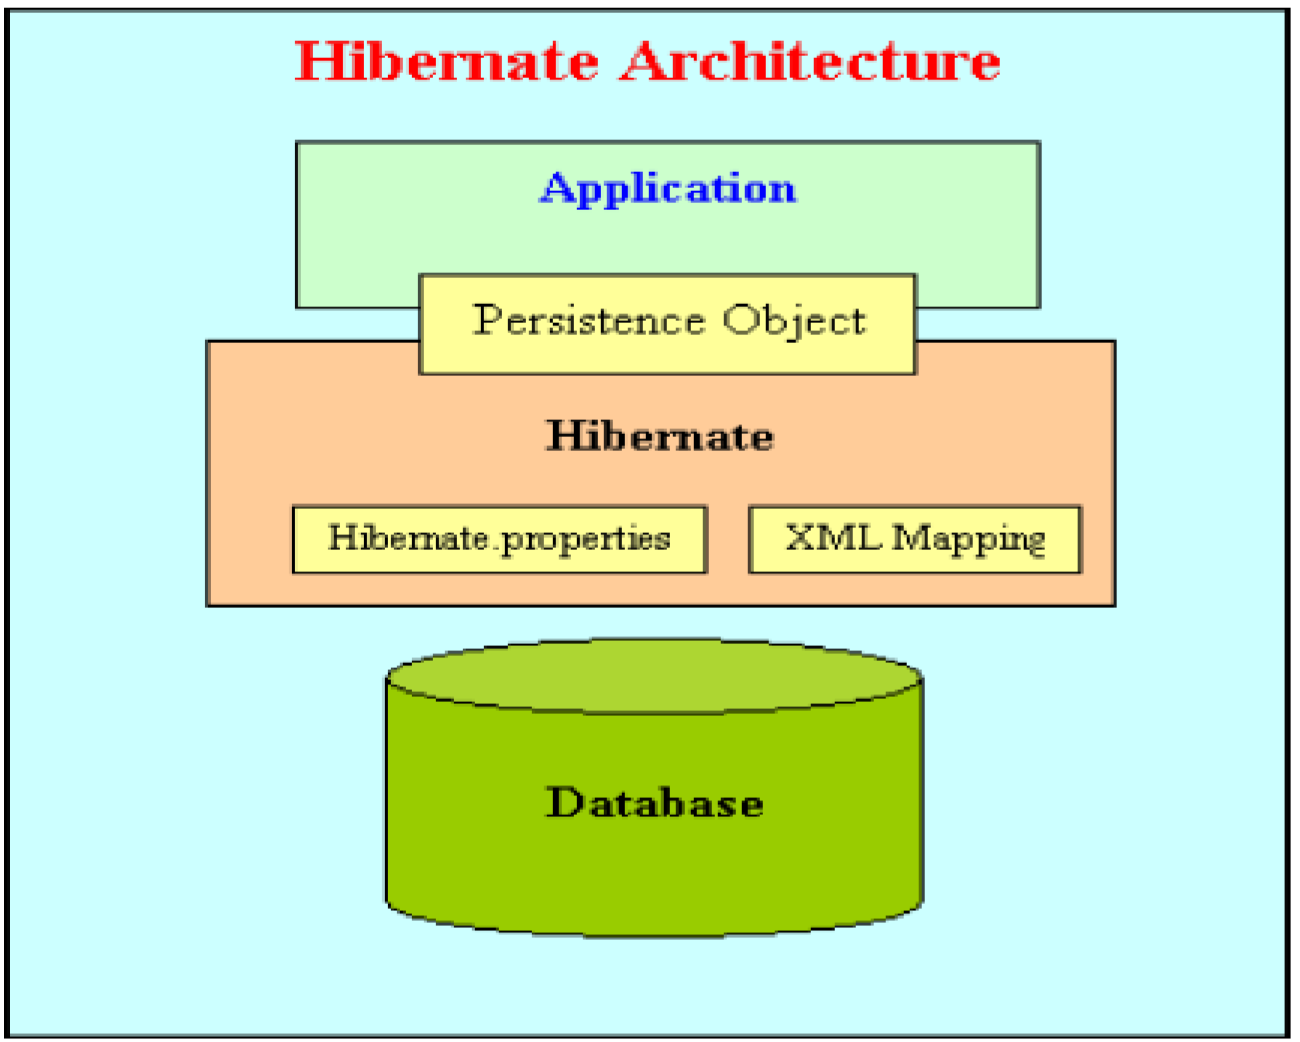 Hibernate Architecture
Application
Persistence Object
Hibernate
Hibernate.properties
XML Mapping
Database